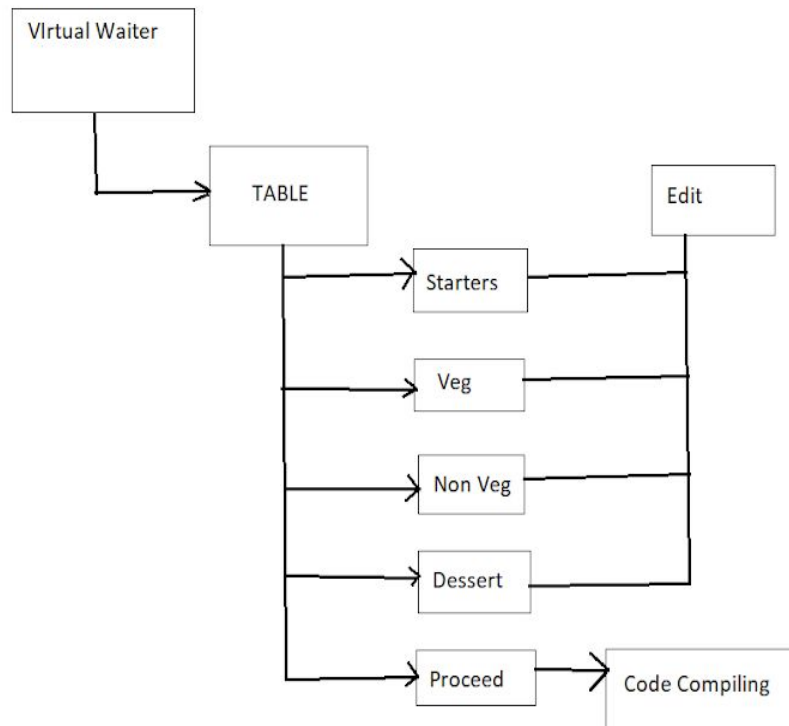 VIrtual Waiter
TABLE
Edit
Starters
Veg
Non Veg
Dessert
Proceed
Code Compiling